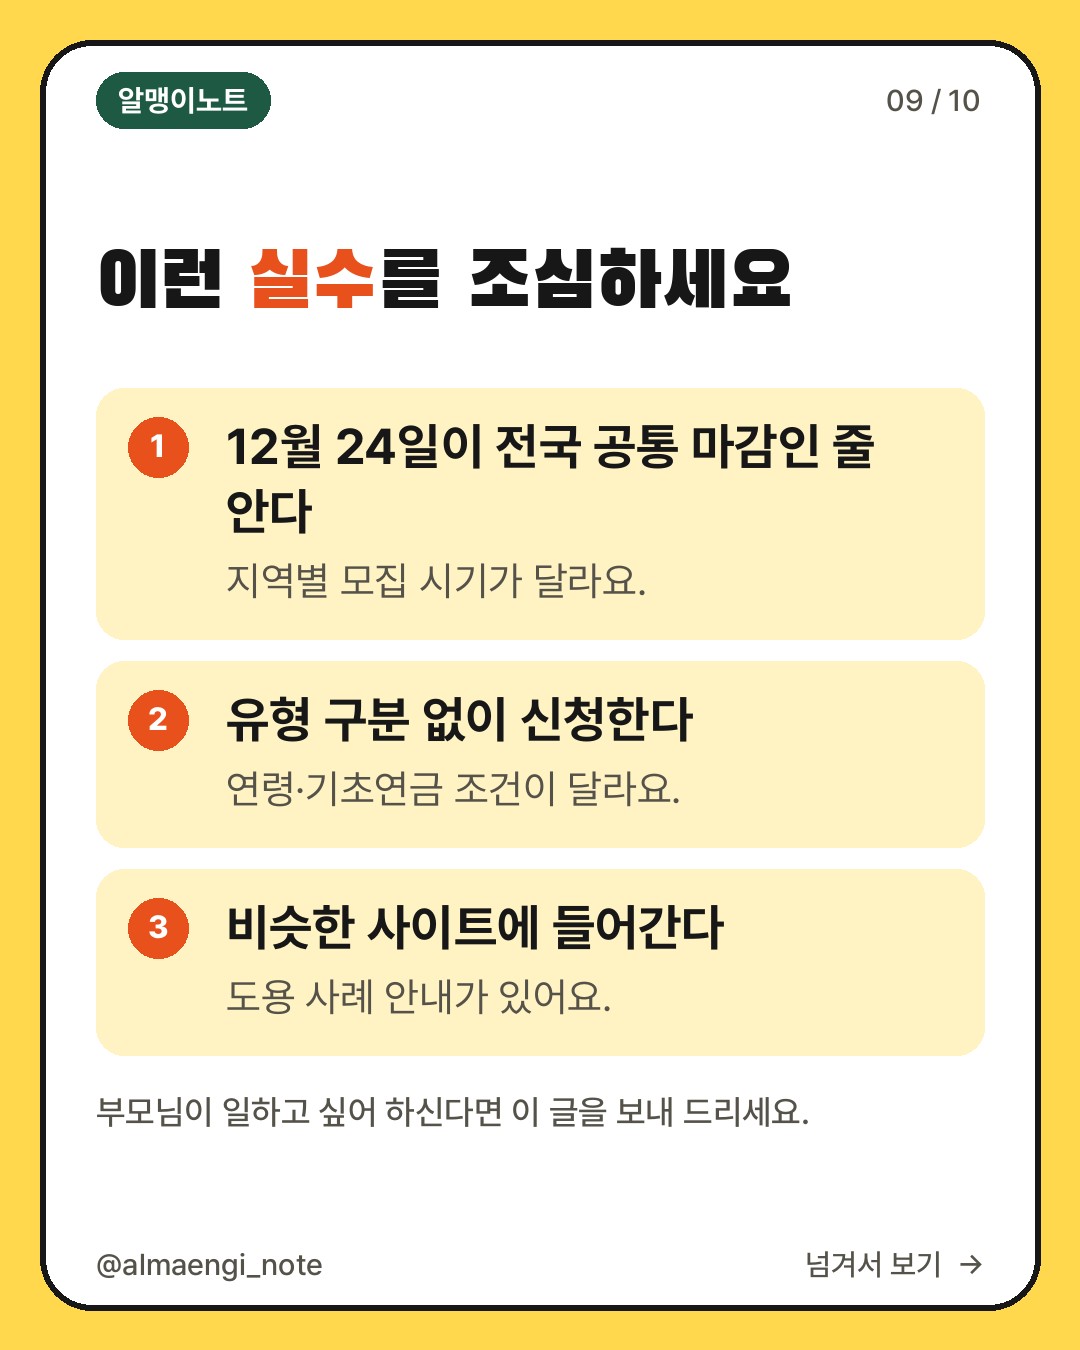 알맹이노트
09 / 10
이런 실수를 조심하세요
1
12월 24일이 전국 공통 마감인 줄
안다
지역별 모집 시기가 달라요.
2
유형 구분 없이 신청한다
연령·기초연금 조건이 달라요.
3
비슷한 사이트에 들어간다
도용 사례 안내가 있어요.
부모님이 일하고 싶어 하신다면 이 글을 보내 드리세요.
@almaengi_note
넘겨서 보기 →